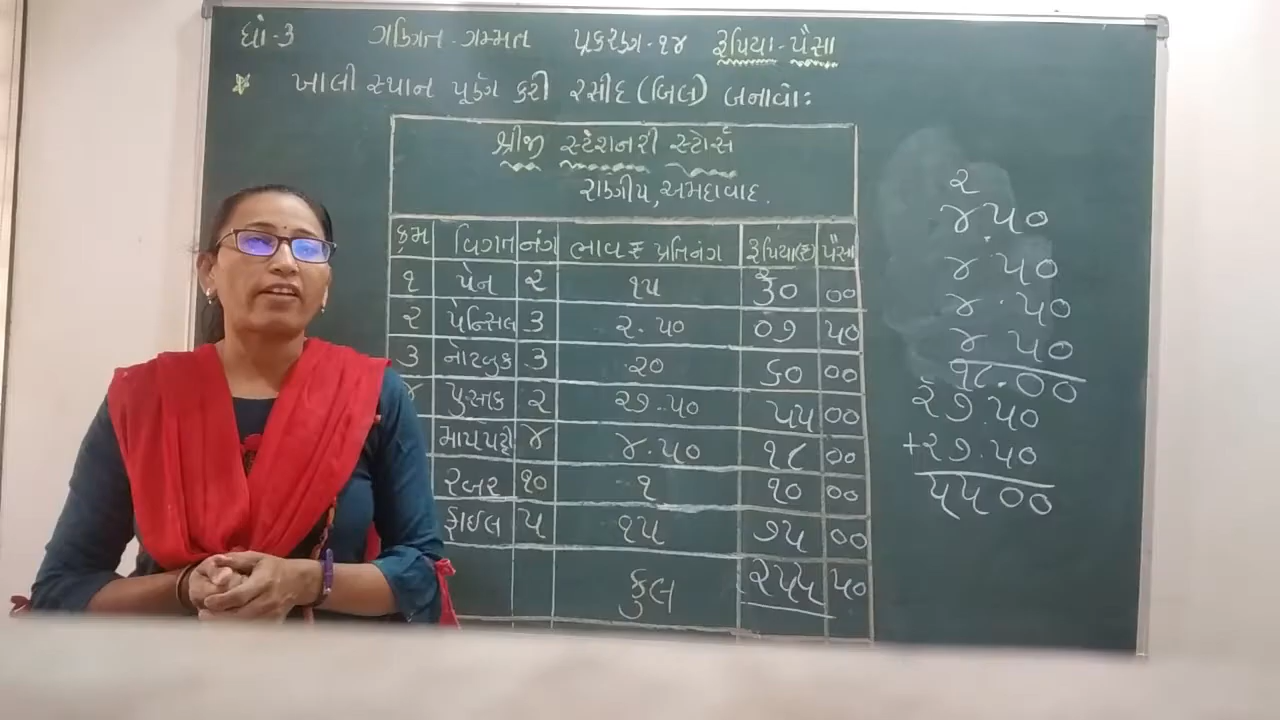 ધો-૩ ગણિત-ગમ્મત પ્રકરણ-૧૪ રૂપિયા-પૈસા
ખાલી સ્થાન પૂર્ણ કરી રસીદ (બિલ) બનાવો:
શ્રીજી સ્ટેશનરી સ્ટોર્સ
રાણીપ, અમદાવાદ.
ક્રમ વિગત નંગ ભાવ ₹ પ્રતિનંગ રૂપિયા(₹) પૈસા
૧ પેન ૨ ૧૫ ૩૦ ૦૦
૨ પેન્સિલ ૩ ૨.૫૦ ૦૭ ૫૦
૩ નોટબુક ૩ ૨૦ ૬૦ ૦૦
૪ પુસ્તક ૨ ૨૭.૫૦ ૫૫ ૦૦
માપપટ્ટી ૪ ૪.૫૦ ૧૮ ૦૦
રબર ૧૦ ૧ ૧૦ ૦૦
ફાઈલ ૫ ૧૫ ૭૫ ૦૦
કુલ ૨૫૫ ૫૦
૨
૪.૫૦
૪.૫૦
૪.૫૦
૪.૫૦
૧૮.૦૦
૨૭.૫૦
+૨૭.૫૦
૫૫૦૦